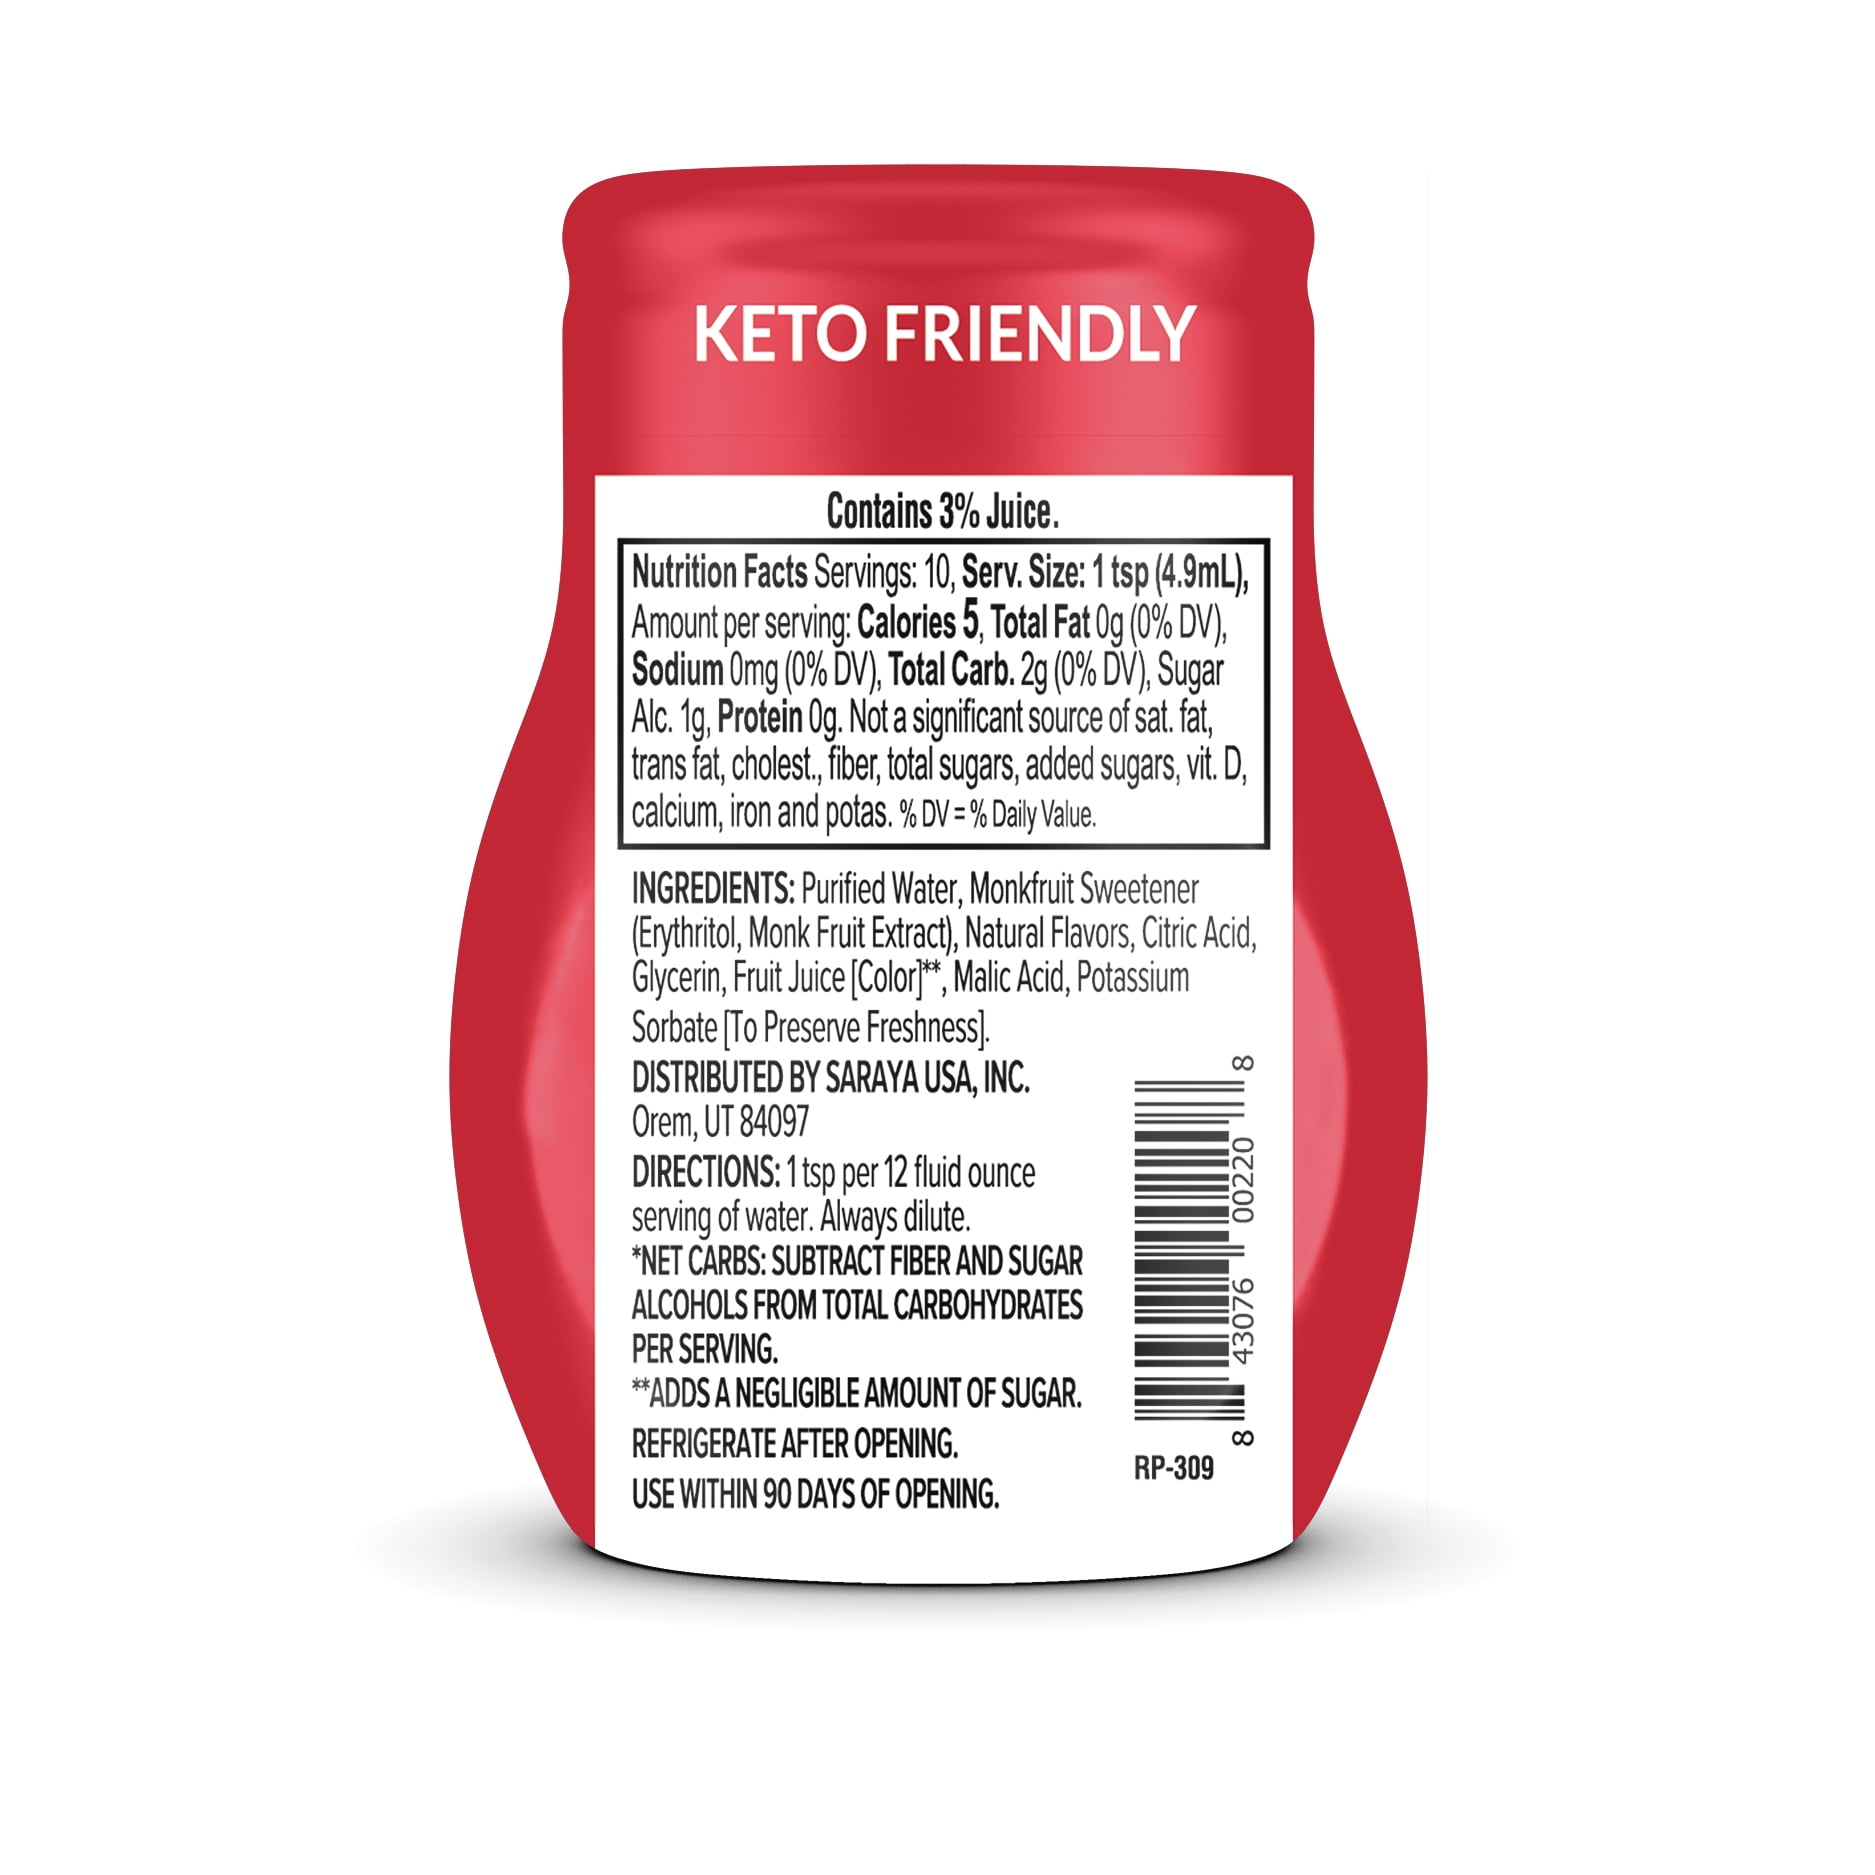 KETO FRIENDLY
Contains 3% Juice.
Nutrition Facts Servings: 10, Serv. Size: 1 tsp (4.9mL),
Amount per serving: Calories 5, Total Fat 0g (0% DV),
Sodium 0mg (0% DV), Total Carb. 2g (0% DV), Sugar
Alc. 1g, Protein 0g. Not a significant source of sat. fat,
trans fat, cholest., fiber, total sugars, added sugars, vit. D,
calcium, iron and potas. % DV = % Daily Value.
INGREDIENTS: Purified Water, Monkfruit Sweetener
(Erythritol, Monk Fruit Extract), Natural Flavors, Citric Acid,
Glycerin, Fruit Juice [Color]**, Malic Acid, Potassium
Sorbate [To Preserve Freshness].
DISTRIBUTED BY SARAYA USA, INC.
Orem, UT 84097
DIRECTIONS: 1 tsp per 12 fluid ounce
serving of water. Always dilute.
*NET CARBS: SUBTRACT FIBER AND SUGAR
ALCOHOLS FROM TOTAL CARBOHYDRATES
PER SERVING.
**ADDS A NEGLIGIBLE AMOUNT OF SUGAR.
REFRIGERATE AFTER OPENING.
USE WITHIN 90 DAYS OF OPENING.
8 43076 00220 8
RP-309